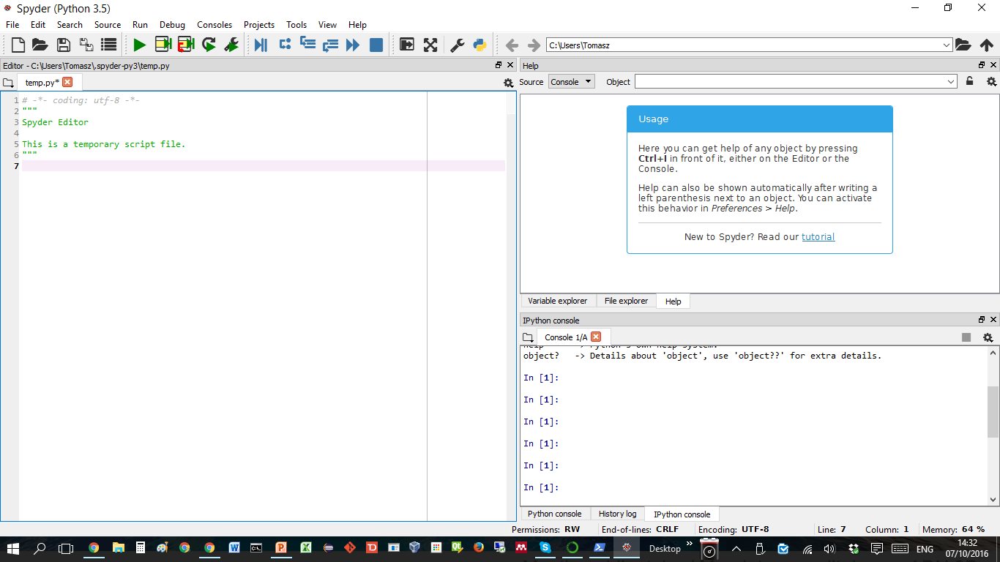 Spyder (Python 3.5)
File Edit Search Source Run Debug Consoles Projects Tools View Help
C:\Users\Tomasz
Editor - C:\Users\Tomasz\.spyder-py3\temp.py
temp.py*
1 # -*- coding: utf-8 -*-
2 """
3 Spyder Editor
4
5 This is a temporary script file.
6 """
7
Help
Source Console Object
Usage
Here you can get help of any object by pressing
Ctrl+I in front of it, either on the Editor or the
Console.
Help can also be shown automatically after writing a
left parenthesis next to an object. You can activate
this behavior in Preferences > Help.
New to Spyder? Read our tutorial
Variable explorer File explorer Help
IPython console
Console 1/A
help -> Python's own help system.
object? -> Details about 'object', use 'object??' for extra details.
In [1]:
In [1]:
In [1]:
In [1]:
In [1]:
In [1]:
Python console History log IPython console
Permissions: RW End-of-lines: CRLF Encoding: UTF-8 Line: 7 Column: 1 Memory: 64 %
Desktop ENG 14:32
07/10/2016